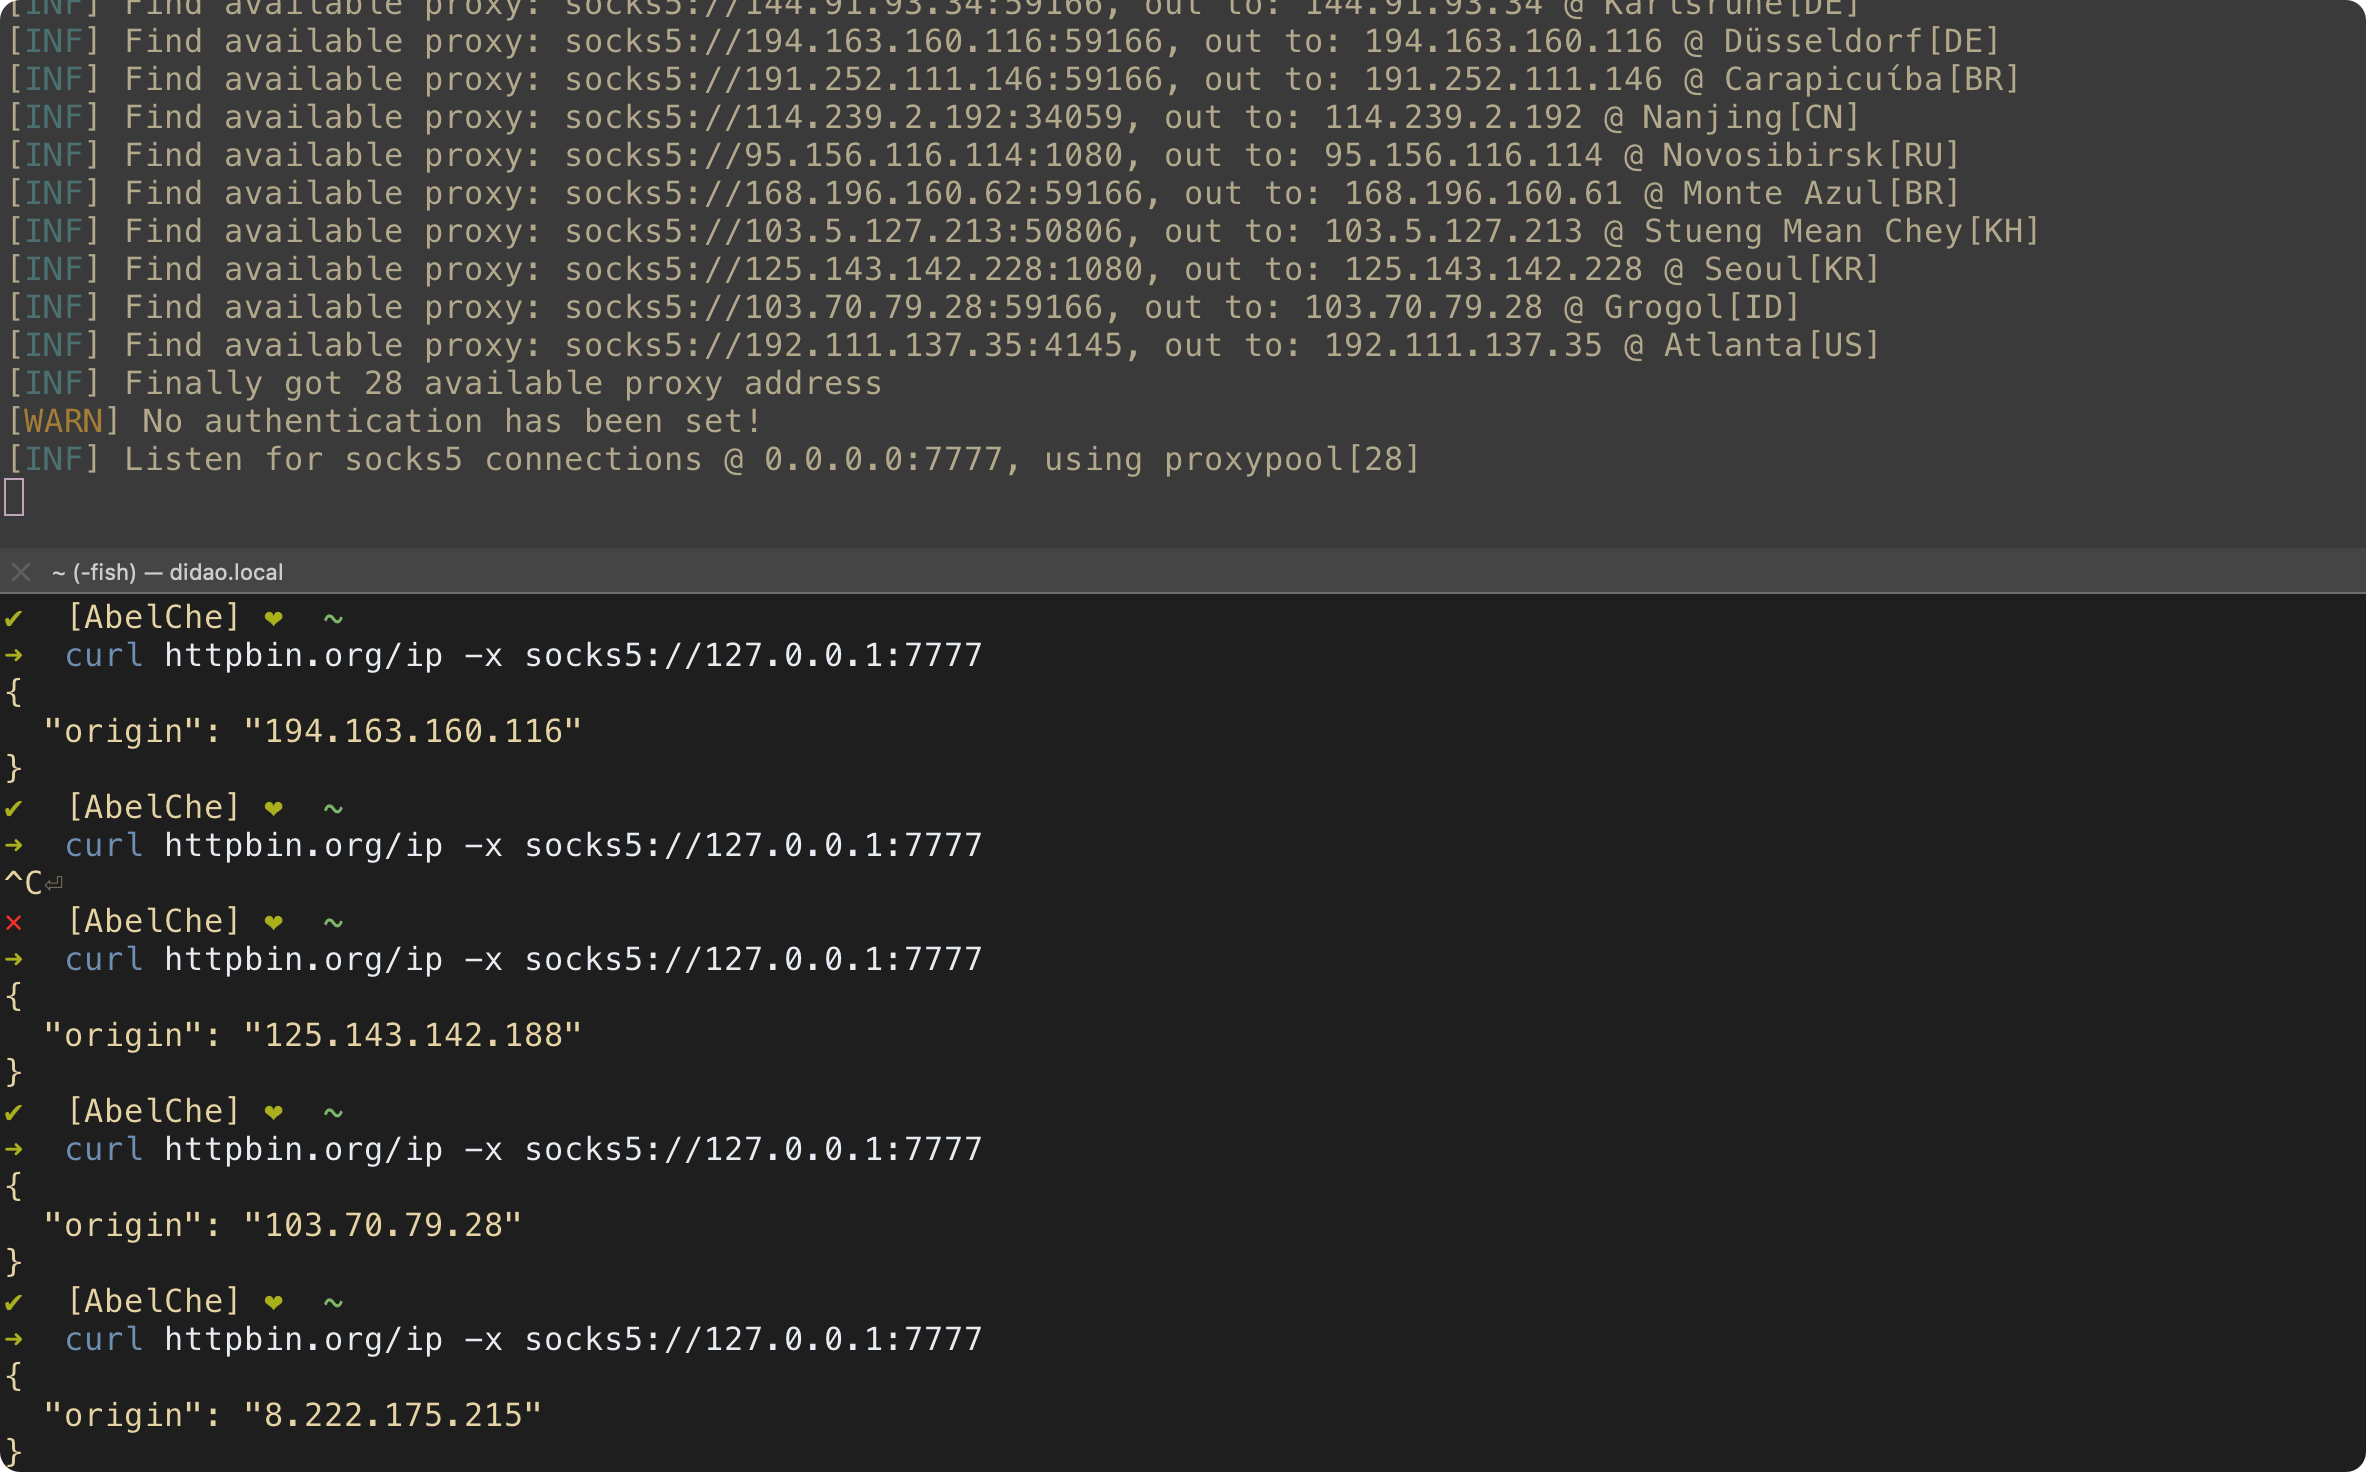 [INF] Find available proxy: socks5://144.91.93.34:59166, out to: 144.91.93.34 @ Karlsruhe[DE]
[INF] Find available proxy: socks5://194.163.160.116:59166, out to: 194.163.160.116 @ Düsseldorf[DE]
[INF] Find available proxy: socks5://191.252.111.146:59166, out to: 191.252.111.146 @ Carapicuíba[BR]
[INF] Find available proxy: socks5://114.239.2.192:34059, out to: 114.239.2.192 @ Nanjing[CN]
[INF] Find available proxy: socks5://95.156.116.114:1080, out to: 95.156.116.114 @ Novosibirsk[RU]
[INF] Find available proxy: socks5://168.196.160.62:59166, out to: 168.196.160.61 @ Monte Azul[BR]
[INF] Find available proxy: socks5://103.5.127.213:50806, out to: 103.5.127.213 @ Stueng Mean Chey[KH]
[INF] Find available proxy: socks5://125.143.142.228:1080, out to: 125.143.142.228 @ Seoul[KR]
[INF] Find available proxy: socks5://103.70.79.28:59166, out to: 103.70.79.28 @ Grogol[ID]
[INF] Find available proxy: socks5://192.111.137.35:4145, out to: 192.111.137.35 @ Atlanta[US]
[INF] Finally got 28 available proxy address
[WARN] No authentication has been set!
[INF] Listen for socks5 connections @ 0.0.0.0:7777, using proxypool[28]
~ (-fish) — didao.local
✔ [AbelChe] ❤ ~
➜ curl httpbin.org/ip -x socks5://127.0.0.1:7777
{
"origin": "194.163.160.116"
}
✔ [AbelChe] ❤ ~
➜ curl httpbin.org/ip -x socks5://127.0.0.1:7777
^C⏎
✕ [AbelChe] ❤ ~
➜ curl httpbin.org/ip -x socks5://127.0.0.1:7777
{
"origin": "125.143.142.188"
}
✔ [AbelChe] ❤ ~
➜ curl httpbin.org/ip -x socks5://127.0.0.1:7777
{
"origin": "103.70.79.28"
}
✔ [AbelChe] ❤ ~
➜ curl httpbin.org/ip -x socks5://127.0.0.1:7777
{
"origin": "8.222.175.215"
}